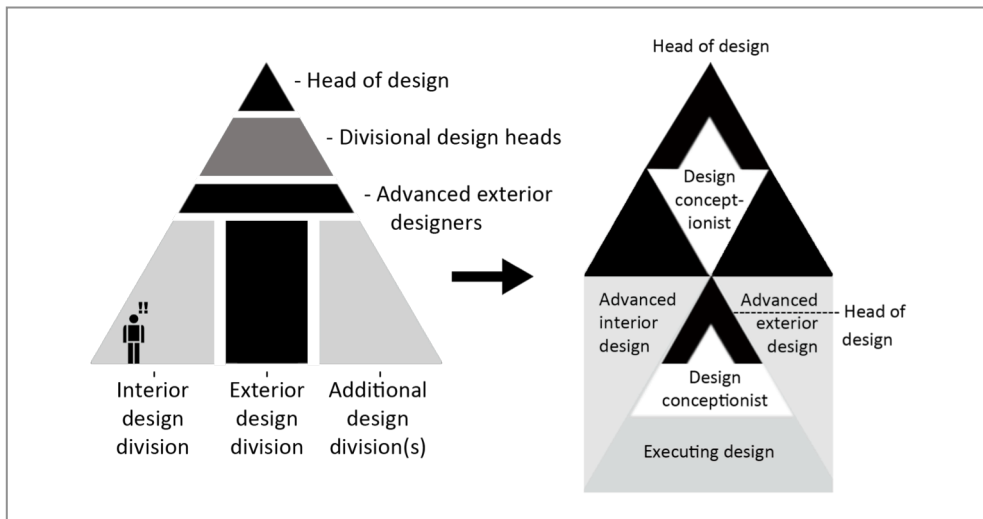 - Head of design
- Divisional design heads
- Advanced exterior
designers
!!
Interior
design
division
Exterior
design
division
Additional
design
division(s)
Head of design
Design
concept-
ionist
Advanced
interior
design
Advanced
exterior
design
Head of
design
Design
conceptionist
Executing design